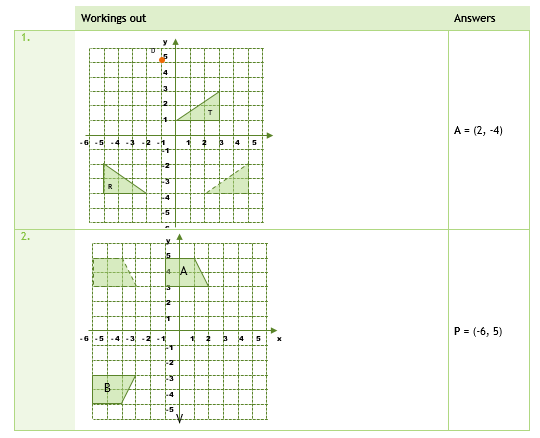 Workings out Answers
1.
y
D
5
4
3
2
T
1
-6 -5 -4 -3 -2 -1 1 2 3 4 5
-1
-2
-3
R
-4
-5
A = (2, -4)
2.
y
5
4 A
3
2
1
-6 -5 -4 -3 -2 -1 1 2 3 4 5 x
-1
-2
-3
B
-4
-5
P = (-6, 5)